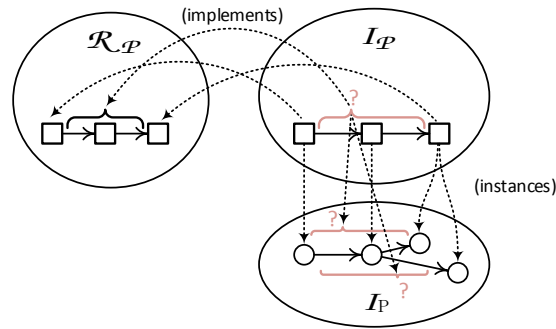 (implements)
ℛ𝒫
I𝒫
?
(instances)
?
?
Iₚ